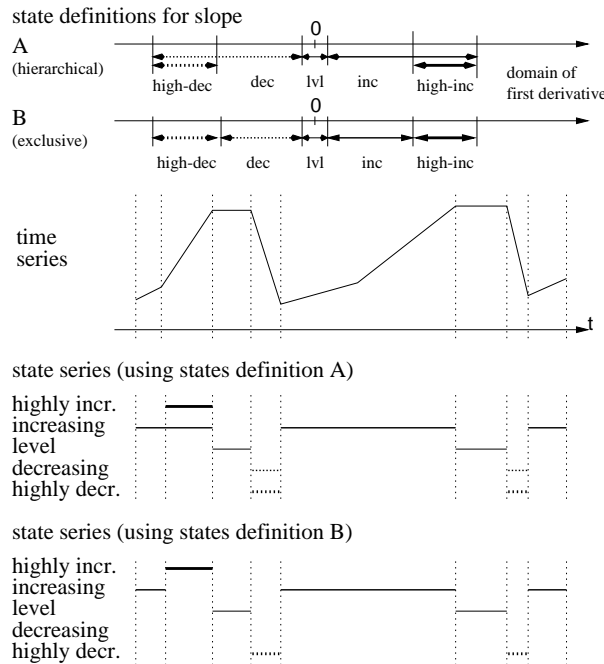 state definitions for slope
0
A
(hierarchical)
high-dec dec lvl inc high-inc
domain of
first derivative
0
B
(exclusive)
high-dec dec lvl inc high-inc
time
series
t
state series (using states definition A)
highly incr.
increasing
level
decreasing
highly decr.
state series (using states definition B)
highly incr.
increasing
level
decreasing
highly decr.